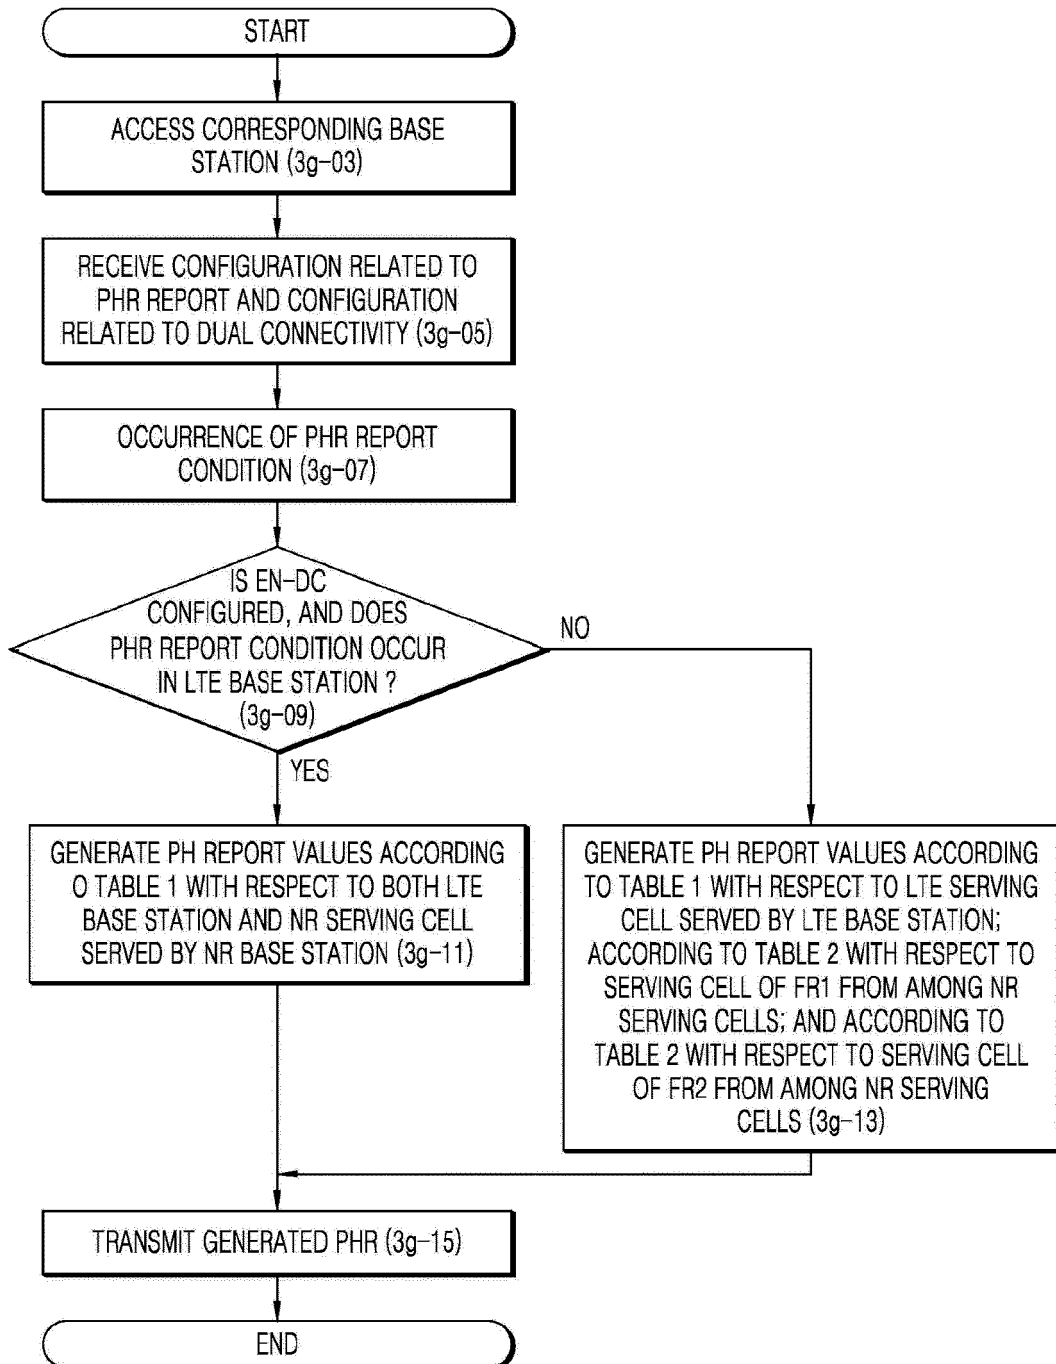 START
ACCESS CORRESPONDING BASE
STATION (3g-03)
RECEIVE CONFIGURATION RELATED TO
PHR REPORT AND CONFIGURATION
RELATED TO DUAL CONNECTIVITY (3g-05)
OCCURRENCE OF PHR REPORT
CONDITION (3g-07)
IS EN-DC
CONFIGURED, AND DOES
PHR REPORT CONDITION OCCUR
IN LTE BASE STATION ?
(3g-09)
NO
YES
GENERATE PH REPORT VALUES ACCORDING
O TABLE 1 WITH RESPECT TO BOTH LTE
BASE STATION AND NR SERVING CELL
SERVED BY NR BASE STATION (3g-11)
GENERATE PH REPORT VALUES ACCORDING
TO TABLE 1 WITH RESPECT TO LTE SERVING
CELL SERVED BY LTE BASE STATION;
ACCORDING TO TABLE 2 WITH RESPECT TO
SERVING CELL OF FR1 FROM AMONG NR
SERVING CELLS; AND ACCORDING TO
TABLE 2 WITH RESPECT TO SERVING CELL
OF FR2 FROM AMONG NR SERVING
CELLS (3g-13)
TRANSMIT GENERATED PHR (3g-15)
END